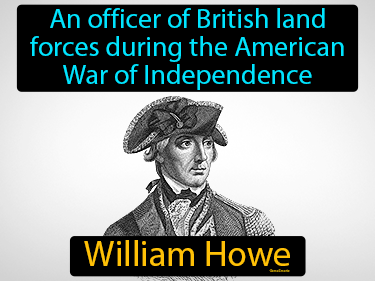 An officer of British land
forces during the American
War of Independence
William Howe